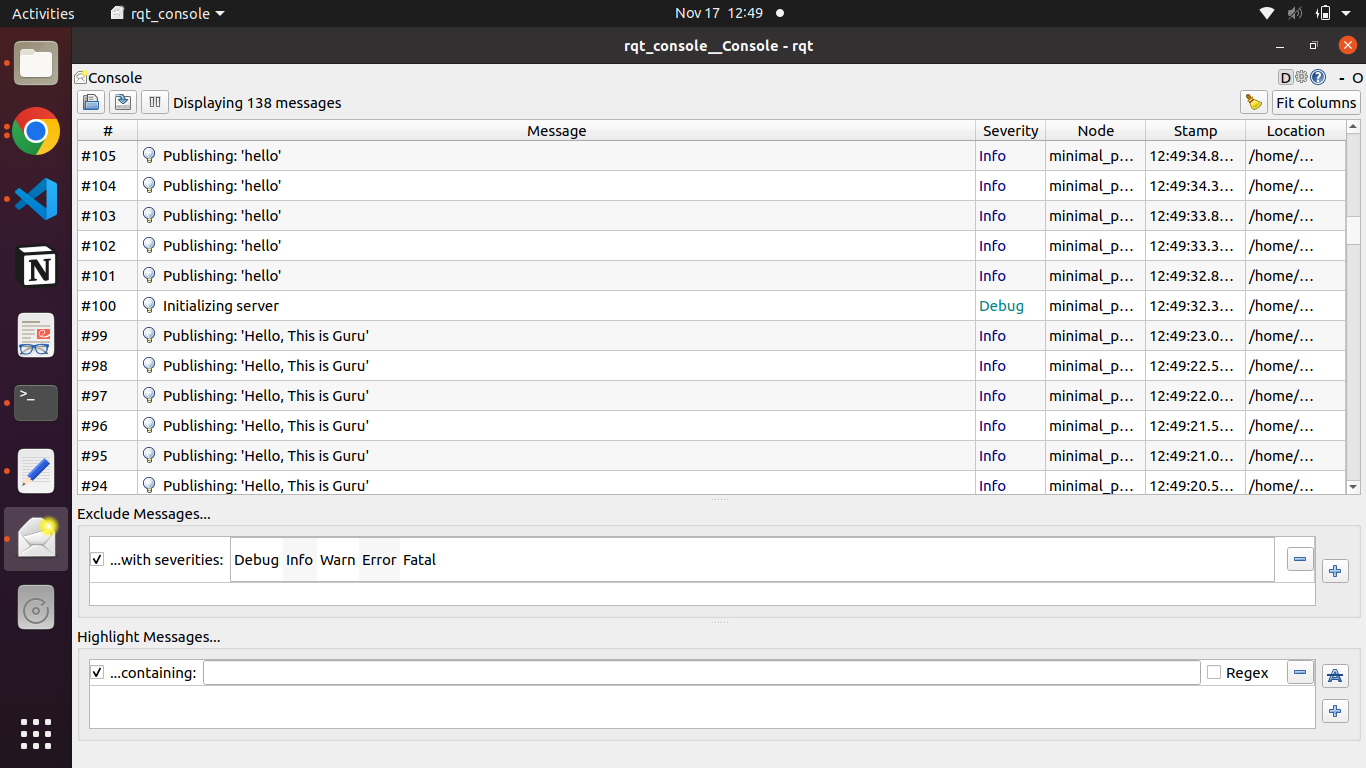 Activities rqt_console Nov 17 12:49
rqt_console__Console - rqt
Console D - O
Displaying 138 messages Fit Columns
# Message Severity Node Stamp Location
#105 Publishing: 'hello' Info minimal_p... 12:49:34.8... /home/...
#104 Publishing: 'hello' Info minimal_p... 12:49:34.3... /home/...
#103 Publishing: 'hello' Info minimal_p... 12:49:33.8... /home/...
#102 Publishing: 'hello' Info minimal_p... 12:49:33.3... /home/...
#101 Publishing: 'hello' Info minimal_p... 12:49:32.8... /home/...
#100 Initializing server Debug minimal_p... 12:49:32.3... /home/...
#99 Publishing: 'Hello, This is Guru' Info minimal_p... 12:49:23.0... /home/...
#98 Publishing: 'Hello, This is Guru' Info minimal_p... 12:49:22.5... /home/...
#97 Publishing: 'Hello, This is Guru' Info minimal_p... 12:49:22.0... /home/...
#96 Publishing: 'Hello, This is Guru' Info minimal_p... 12:49:21.5... /home/...
#95 Publishing: 'Hello, This is Guru' Info minimal_p... 12:49:21.0... /home/...
#94 Publishing: 'Hello, This is Guru' Info minimal_p... 12:49:20.5... /home/...
Exclude Messages...
...with severities: Debug Info Warn Error Fatal
Highlight Messages...
...containing: Regex